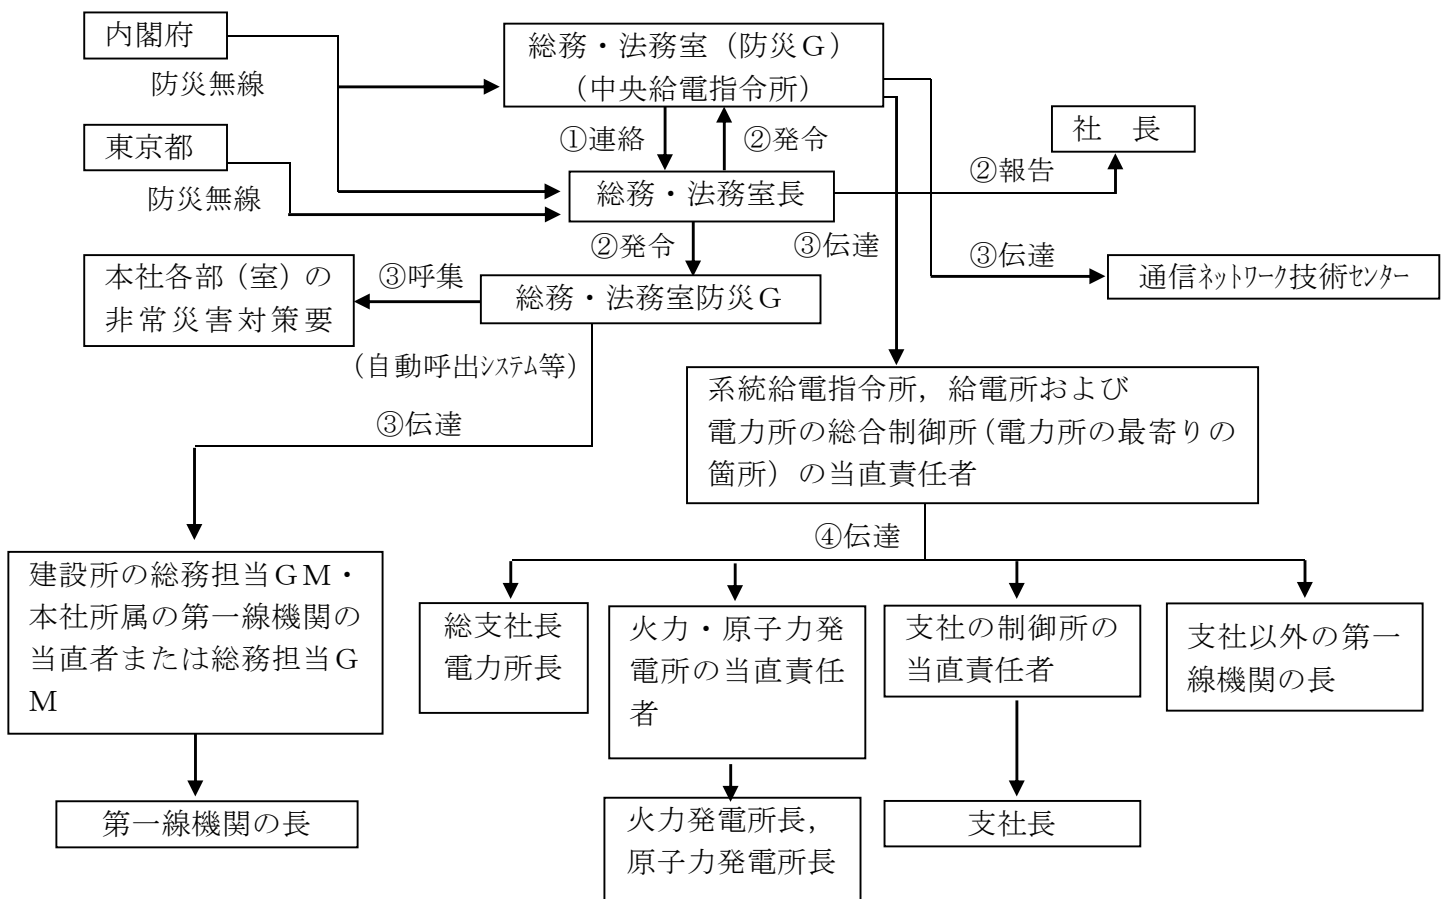 内閣府
防災無線
東京都
防災無線
総務・法務室（防災Ｇ）
（中央給電指令所）
①連絡
②発令
総務・法務室長
②報告
社　長
②発令
③伝達
③伝達
通信ネットワーク技術センター
本社各部（室）の
非常災害対策要
③呼集
総務・法務室防災Ｇ
（自動呼出システム等）
③伝達
系統給電指令所，給電所および
電力所の総合制御所（電力所の最寄りの
箇所）の当直責任者
④伝達
建設所の総務担当ＧＭ・
本社所属の第一線機関の
当直者または総務担当Ｇ
Ｍ
総支社長
電力所長
火力・原子力発
電所の当直責任
者
支社の制御所の
当直責任者
支社以外の第一
線機関の長
第一線機関の長
火力発電所長，
原子力発電所長
支社長